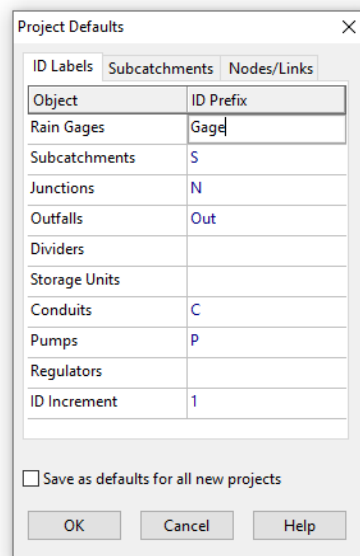 Project Defaults
ID Labels Subcatchments Nodes/Links
Object ID Prefix
Rain Gages Gage
Subcatchments S
Junctions N
Outfalls Out
Dividers
Storage Units
Conduits C
Pumps P
Regulators
ID Increment 1
Save as defaults for all new projects
OK Cancel Help